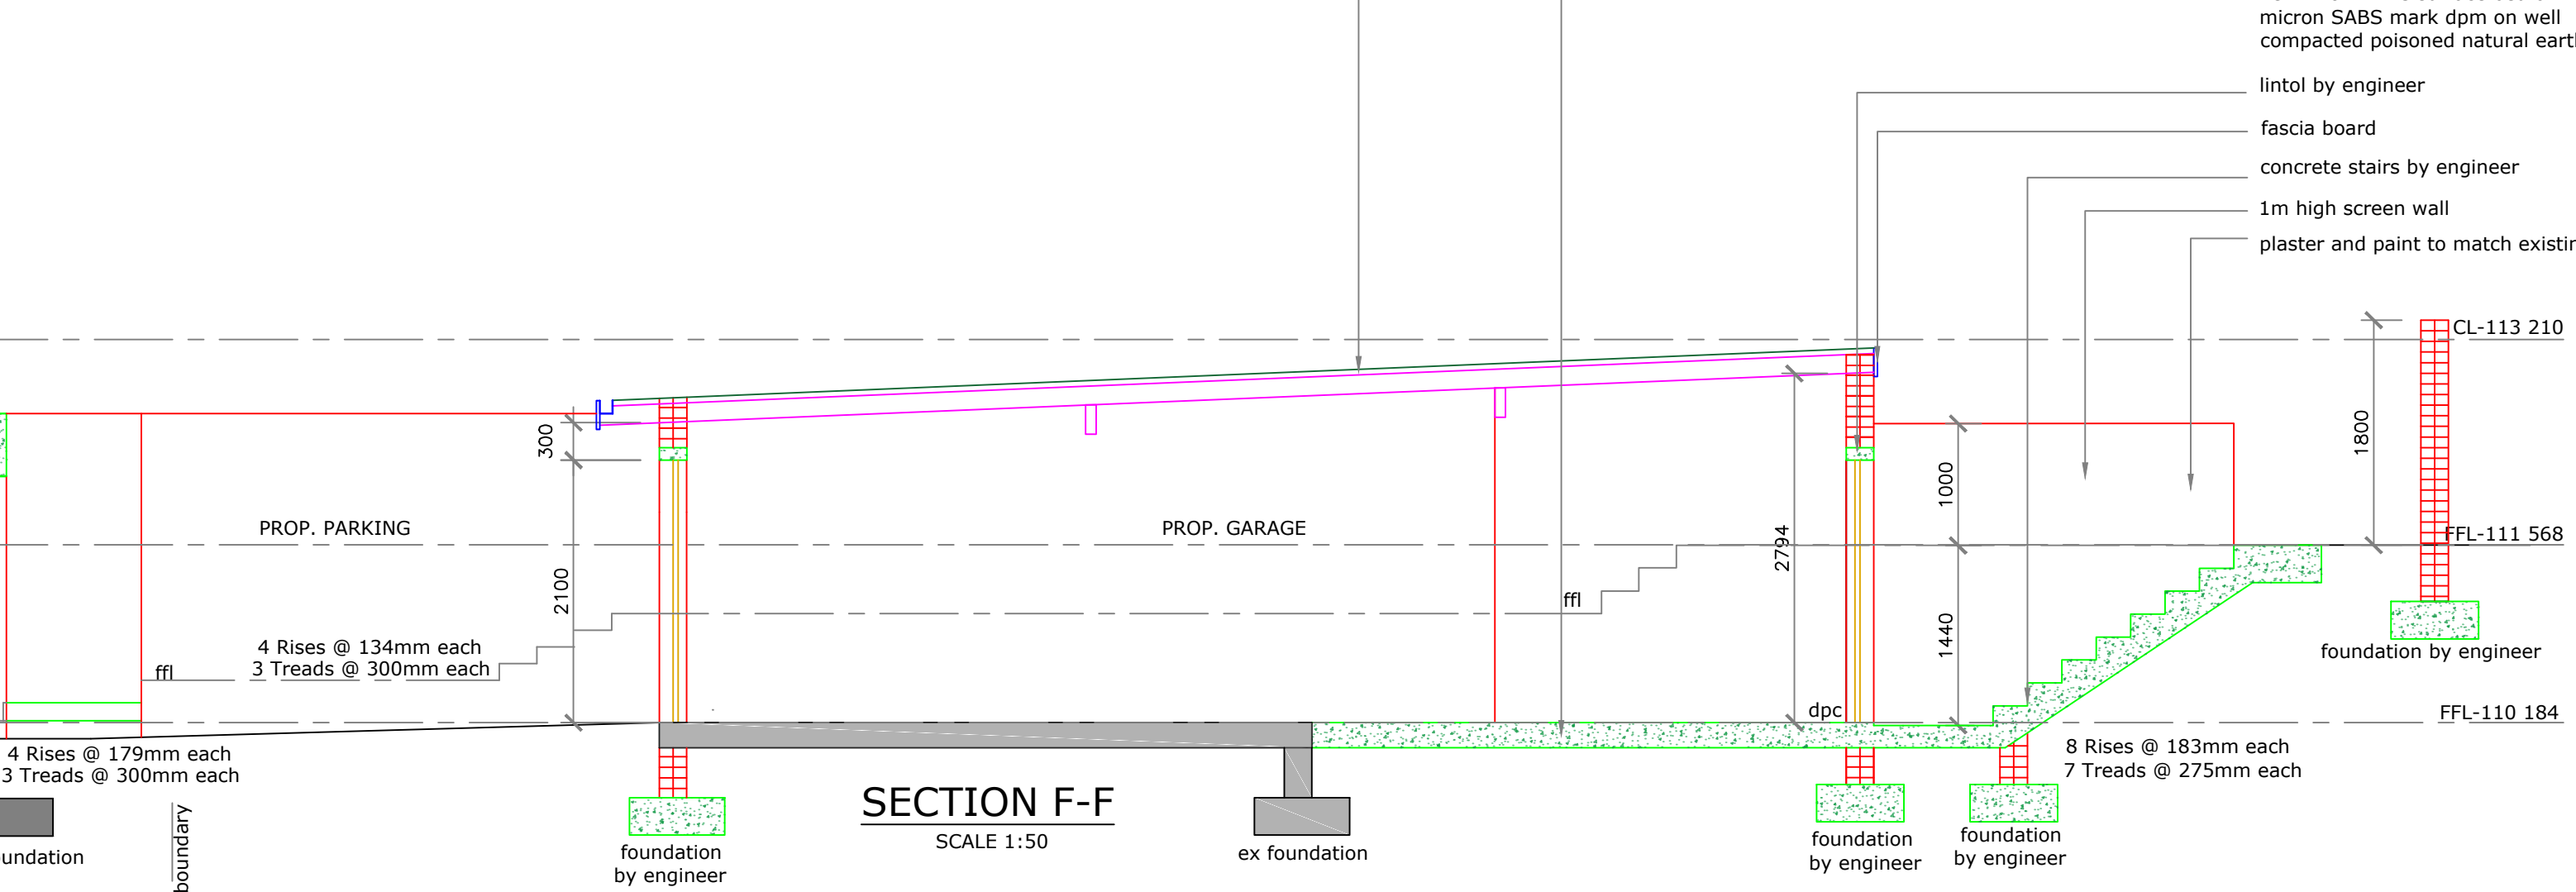 micron SABS mark dpm on well
compacted poisoned natural earth
lintol by engineer
fascia board
concrete stairs by engineer
1m high screen wall
plaster and paint to match
CL-113 210
1800
300
1000
PROP. PARKING
PROP. GARAGE
2794
FFL-111 568
2100
ffl
1440
4 Rises @ 134mm each
3 Treads @ 300mm each
ffl
foundation by engineer
dpc
FFL-110 184
4 Rises @ 179mm each
3 Treads @ 300mm each
8 Rises @ 183mm each
7 Treads @ 275mm each
boundary
SECTION F-F
SCALE 1:50
foundation
by engineer
ex foundation
foundation
by engineer
foundation
by engineer